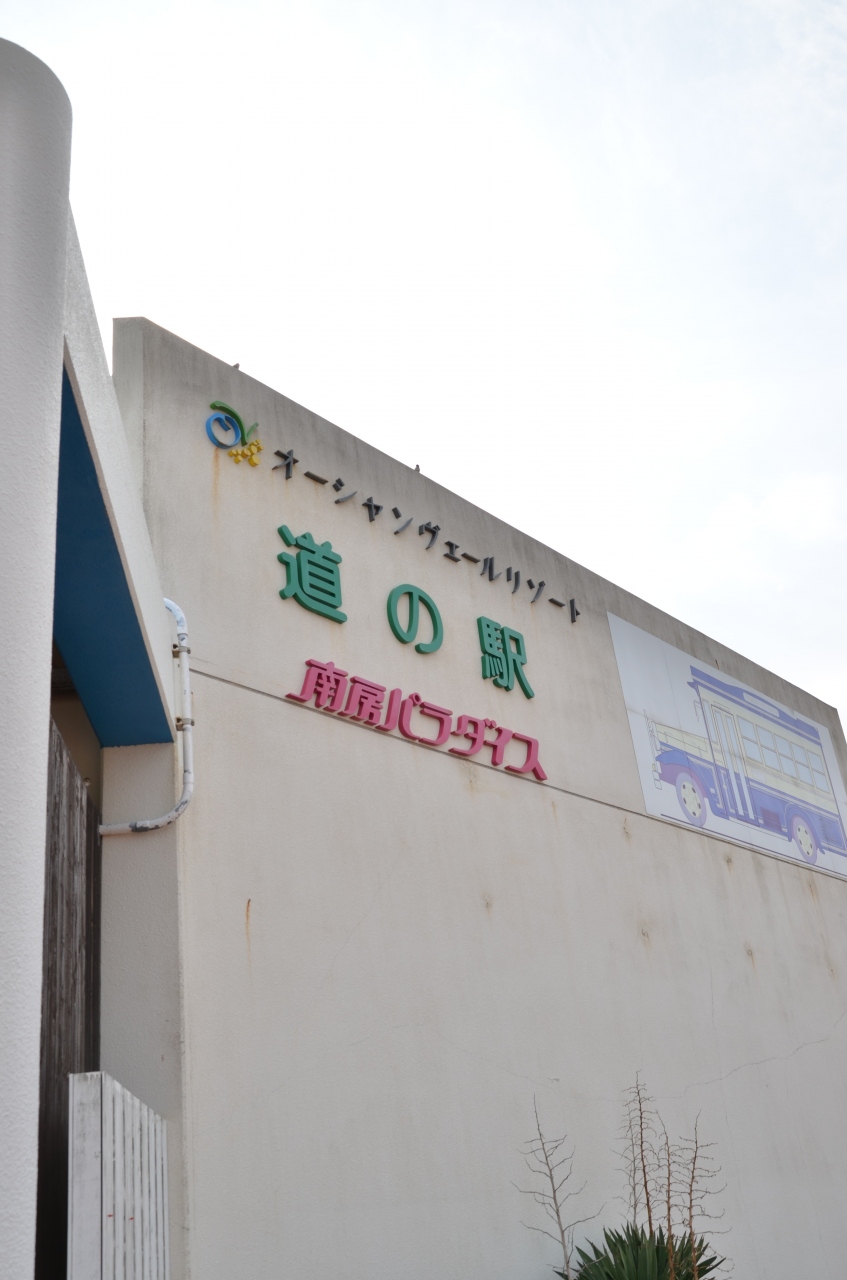 オーシャンヴェールリゾート
道の駅
南房パラダイス